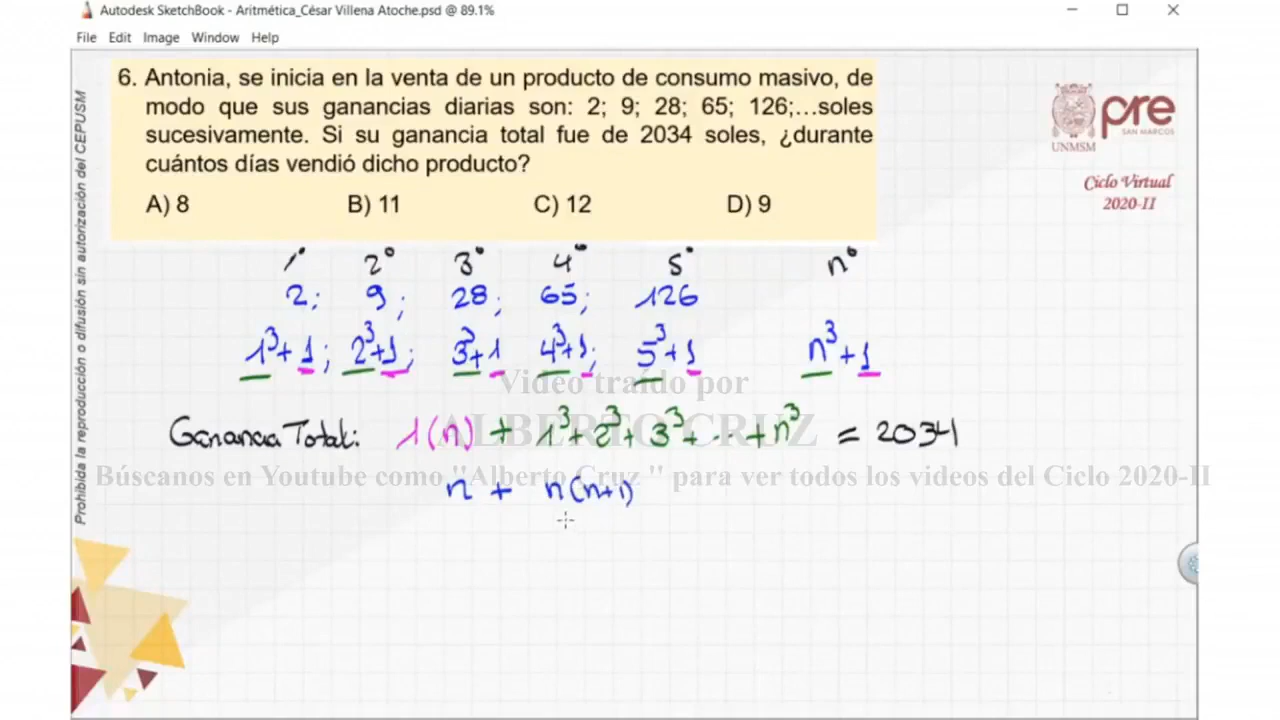 Autodesk SketchBook - Aritmética_César Villena Atoche.psd @ 89.1%
File Edit Image Window Help
Prohibida la reproducción o difusión sin autorización del CEPUSM
6. Antonia, se inicia en la venta de un producto de consumo masivo, de
modo que sus ganancias diarias son: 2; 9; 28; 65; 126;...soles
sucesivamente. Si su ganancia total fue de 2034 soles, ¿durante
cuántos días vendió dicho producto?
A) 8 B) 11 C) 12 D) 9
UNMSM
pre
SAN MARCOS
Ciclo Virtual
2020-II
1° 2° 3° 4° 5° n°
2; 9; 28; 65; 126
1³+1; 2³+1; 3³+1 4³+1; 5³+1 n³+1
Video traído por
Ganancia Total: 1(n) + 1³+2³+3³+...+n³ = 2034
ALBERTO CRUZ
Búscanos en Youtube como "Alberto Cruz " para ver todos los videos del Ciclo 2020-II
n + n(n+1)